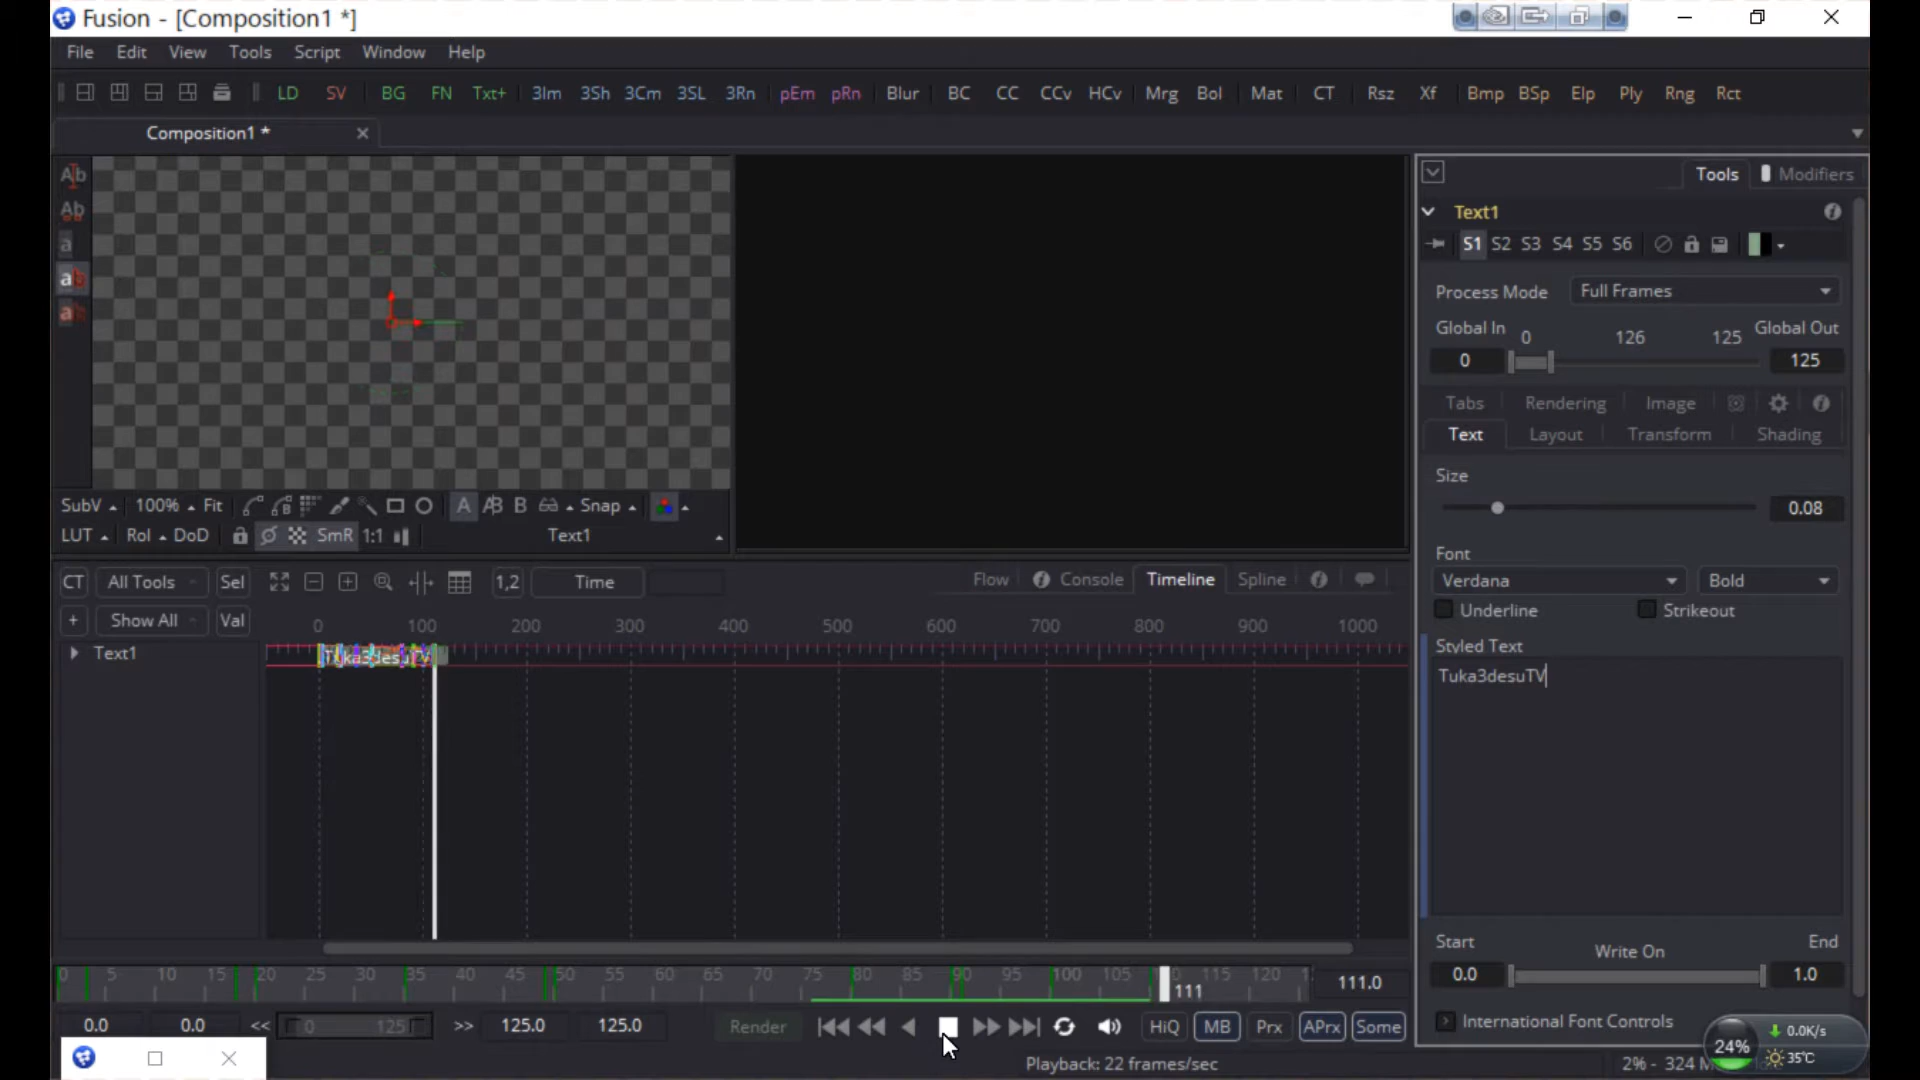 Fusion - [Composition1 *]
File Edit View Tools Script Window Help
LD SV BG FN Txt+ 3Im 3Sh 3Cm 3SL 3Rn pEm pRn Blur BC CC CCv HCv Mrg Bol Mat CT Rsz Xf Bmp BSp Elp Ply Rng Rct
Composition1 *
Tools Modifiers
Text1
S1 S2 S3 S4 S5 S6
Process Mode Full Frames
Global In 0 126 125 Global Out
0 125
Tabs Rendering Image
Text Layout Transform Shading
Size
0.08
Font
Verdana Bold
Underline Strikeout
Styled Text
Tuka3desuTV
Start Write On End
0.0 1.0
International Font Controls
SubV 100% Fit A AB B Snap
LUT RoI DoD SmR 1:1 Text1
CT All Tools Sel 1,2 Time Flow Console Timeline Spline
+ Show All Val 0 100 200 300 400 500 600 700 800 900 1000
Text1 Tuka3desuTV
0 5 10 15 20 25 30 35 40 45 50 55 60 65 70 75 80 85 90 95 100 105 111 115 120 111.0
0.0 0.0 << 0 125 >> 125.0 125.0 Render HiQ MB Prx APrx Some
Playback: 22 frames/sec 2% - 324 M
24% 0.0K/s
35℃